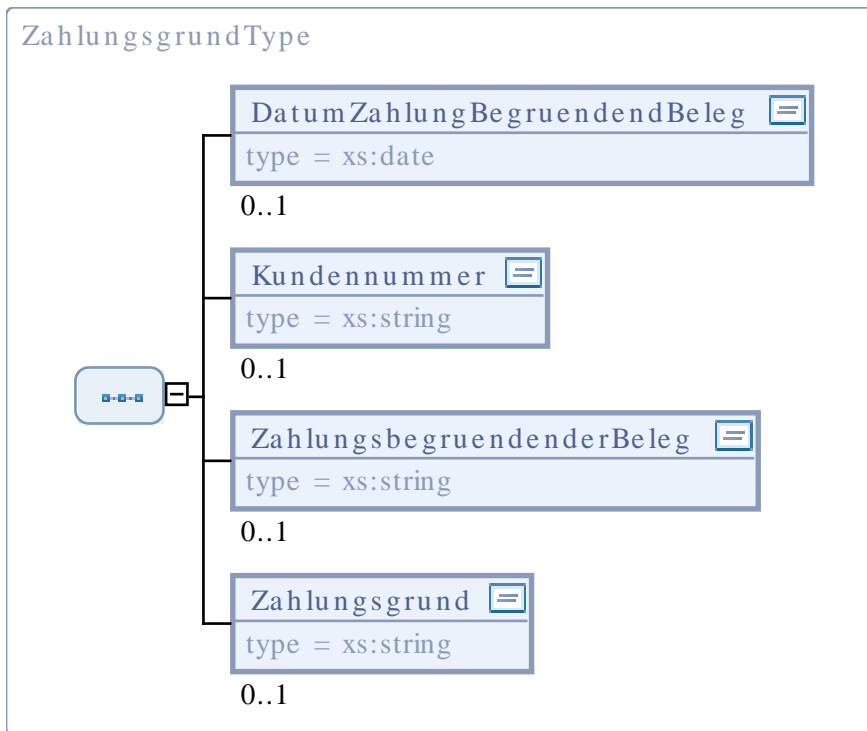 ZahlungsgrundType
DatumZahlungBegruendendBeleg
type = xs:date
0..1
Kundennummer
type = xs:string
0..1
ZahlungsbegruendenderBeleg
type = xs:string
0..1
Zahlungsgrund
type = xs:string
0..1